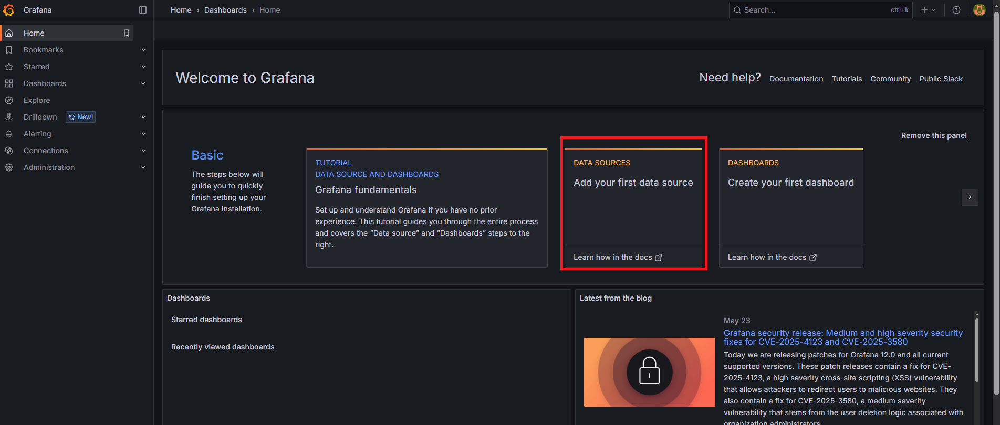 Grafana
Home › Dashboards › Home
Search...
ctrl+k
Home
Bookmarks
Starred
Dashboards
Explore
Drilldown
New!
Alerting
Connections
Administration
Welcome to Grafana
Need help?
Documentation
Tutorials
Community
Public Slack
Remove this panel
Basic
The steps below will
guide you to quickly
finish setting up your
Grafana installation.
TUTORIAL
DATA SOURCE AND DASHBOARDS
Grafana fundamentals
Set up and understand Grafana if you have no prior
experience. This tutorial guides you through the entire process
and covers the “Data source” and “Dashboards” steps to the
right.
DATA SOURCES
Add your first data source
Learn how in the docs
DASHBOARDS
Create your first dashboard
Learn how in the docs
Dashboards
Starred dashboards
Recently viewed dashboards
Latest from the blog
May 23
Grafana security release: Medium and high severity security
fixes for CVE-2025-4123 and CVE-2025-3580
Today we are releasing patches for Grafana 12.0 and all current
supported versions. These patch releases contain a fix for CVE-
2025-4123, a high severity cross-site scripting (XSS) vulnerability
that allows attackers to redirect users to malicious websites. They
also contain a fix for CVE-2025-3580, a medium severity
vulnerability that stems from the user deletion logic associated with
organization administrators.